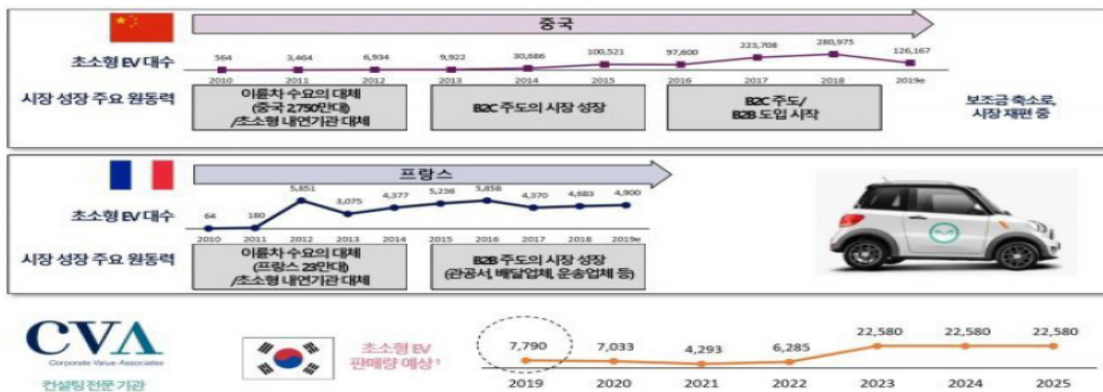 중국
초소형 EV 대수
564 3,464 6,934 9,922 30,886 100,521 97,600 223,708 280,975 126,167
2010 2011 2012 2013 2014 2015 2016 2017 2018 2019e
시장 성장 주요 원동력
이륜차 수요의 대체
(중국 2,750만대)
/초소형 내연기관 대체
B2C 주도의 시장 성장
B2C 주도/
B2B 도입 시작
보조금 축소로,
시장 재편 중
프랑스
초소형 EV 대수
64 180 5,851 3,075 4,377 5,236 5,858 4,370 4,683 4,900
2010 2011 2012 2013 2014 2015 2016 2017 2018 2019e
시장 성장 주요 원동력
이륜차 수요의 대체
(프랑스 23만대)
/초소형 내연기관 대체
B2B 주도의 시장 성장
(관공서, 배달업체, 운송업체 등)
CVA
Corporate Value Associates
컨설팅 전문 기관
초소형 EV
판매량 예상 ¹
7,790 7,033 4,293 6,285 22,580 22,580 22,580
2019 2020 2021 2022 2023 2024 2025